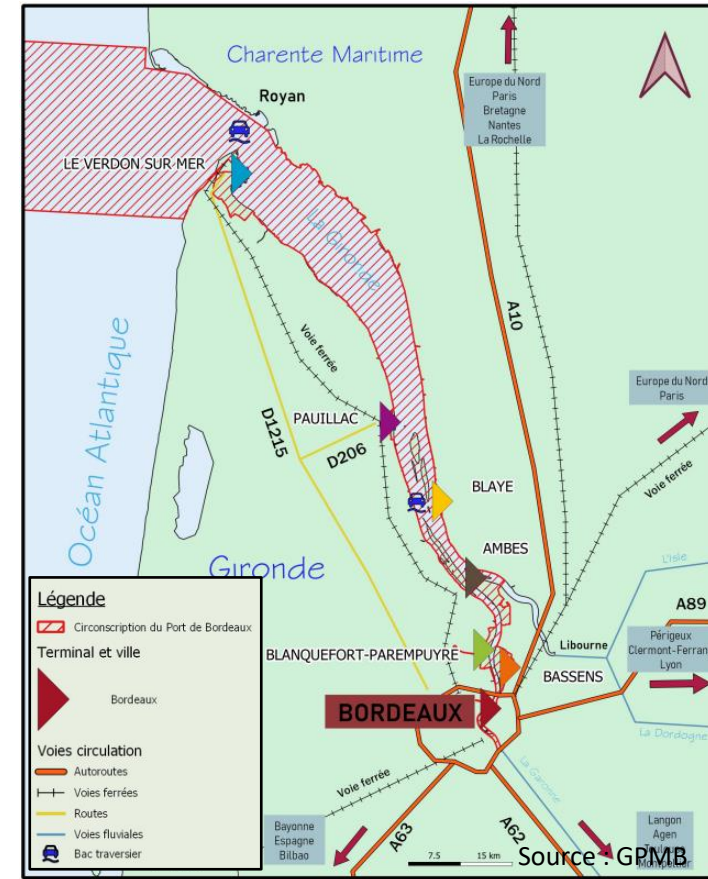 Charente Maritime
Royan
Europe du Nord
Paris
Bretagne
Nantes
La Rochelle
LE VERDON SUR MER
La Gironde
A10
Océan Atlantique
Voie ferrée
Europe du Nord
Paris
PAUILLAC
D1215
D206
Voie ferrée
BLAYE
AMBES
Gironde
L'Isle
A89
Libourne
Périgeux
Clermont-Ferran
Lyon
BLANQUEFORT-PAREMPUYRE
BASSENS
BORDEAUX
La Dordogne
La Garonne
Voie ferrée
Bayonne
Espagne
Bilbao
A63
A62
Langon
Agen
Toulouse
Montpellier
7.5 15 km
Source : GPMB
Légende
Circonscription du Port de Bordeaux
Terminal et ville
Bordeaux
Voies circulation
Autoroutes
Voies ferrées
Routes
Voies fluviales
Bac traversier